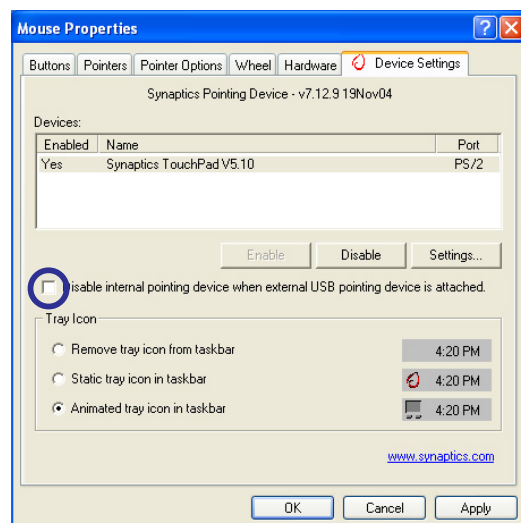 Mouse Properties
Buttons Pointers Pointer Options Wheel Hardware Device Settings
Synaptics Pointing Device - v7.12.9 19Nov04
Devices:
Enabled Name Port
Yes Synaptics TouchPad V5.10 PS/2
Enable Disable Settings...
Disable internal pointing device when external USB pointing device is attached.
Tray Icon
Remove tray icon from taskbar 4:20 PM
Static tray icon in taskbar 4:20 PM
Animated tray icon in taskbar 4:20 PM
www.synaptics.com
OK Cancel Apply